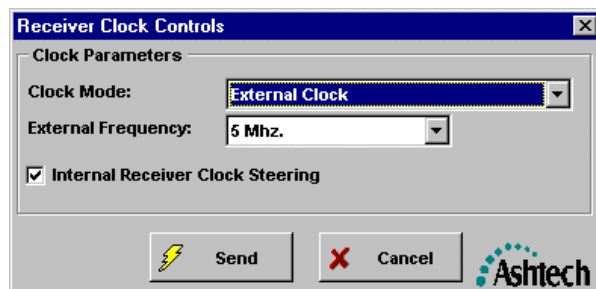 Receiver Clock Controls
Clock Parameters
Clock Mode: External Clock
External Frequency: 5 Mhz.
Internal Receiver Clock Steering
Send Cancel Ashtech